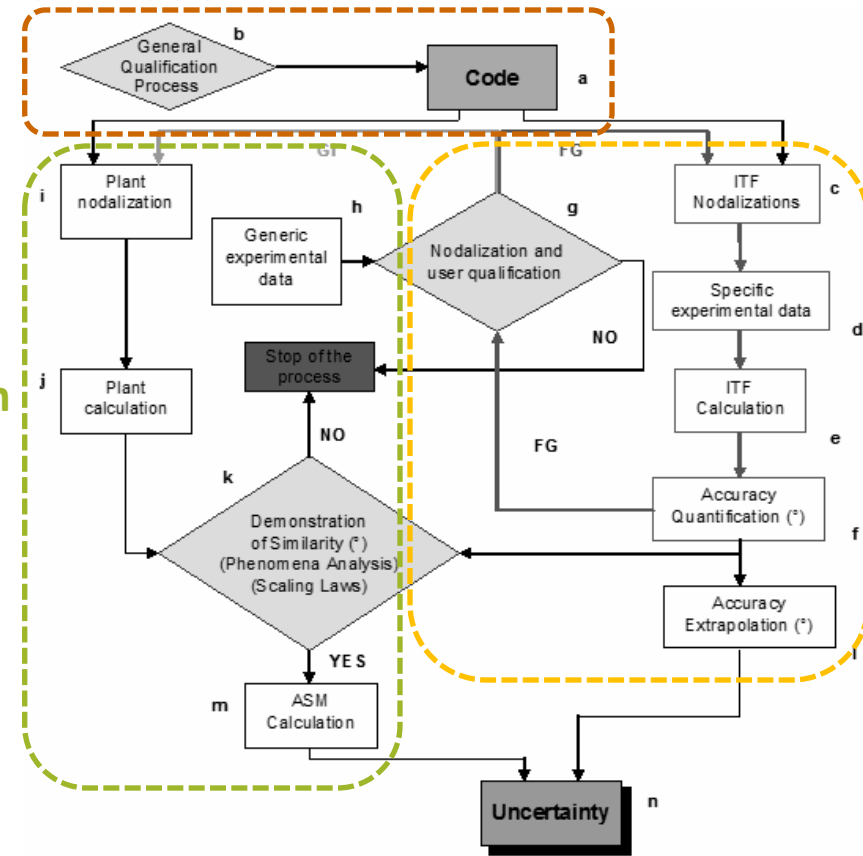 b
General
Qualification
Process
Code
a
GI
FG
i
Plant
nodalization
h
Generic
experimental
data
g
Nodalization and
user qualification
ITF
Nodalizations
c
Specific
experimental data
d
NO
Stop of the
process
j
Plant
calculation
ITF
Calculation
e
NO
FG
k
Demonstration
of Similarity (°)
(Phenomena Analysis)
(Scaling Laws)
Accuracy
Quantification (°)
f
Accuracy
Extrapolation (°)
l
YES
m
ASM
Calculation
Uncertainty
n